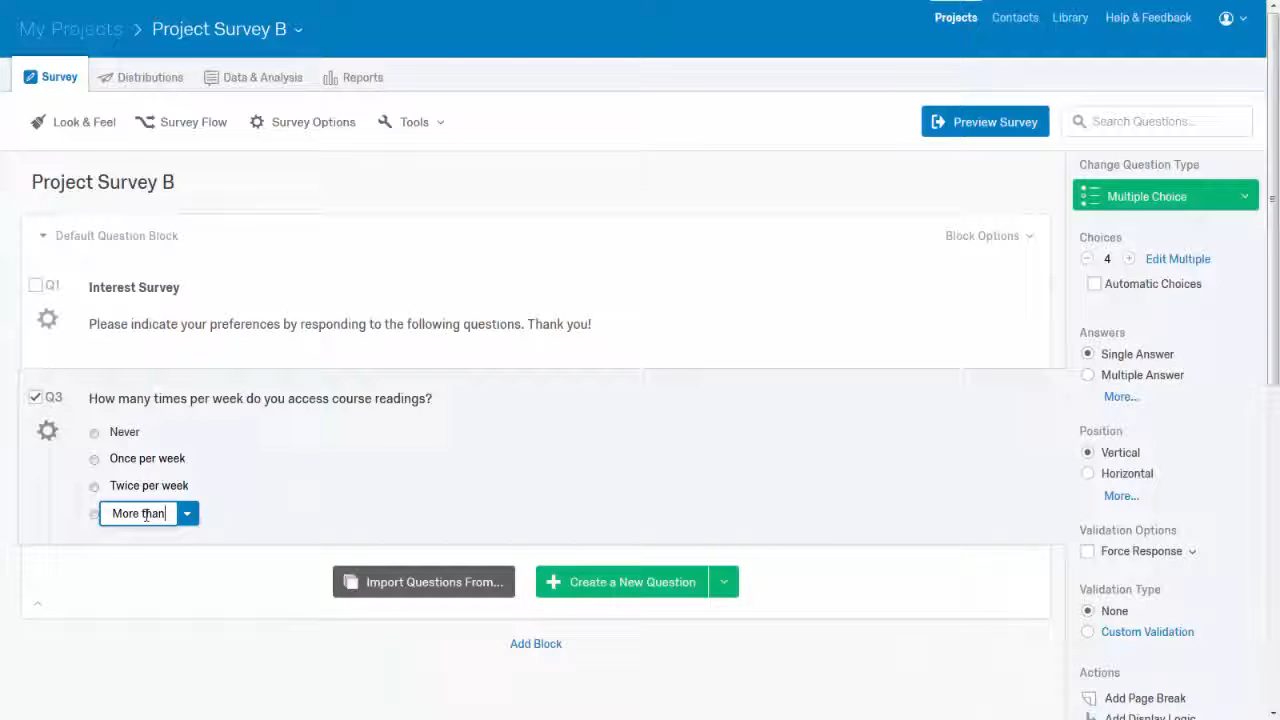 My Projects > Project Survey B
Projects Contacts Library Help & Feedback
Survey Distributions Data & Analysis Reports
Look & Feel Survey Flow Survey Options Tools
Preview Survey
Search Questions...
Project Survey B
Default Question Block
Block Options
Q1
Interest Survey
Please indicate your preferences by responding to the following questions. Thank you!
Q3
How many times per week do you access course readings?
Never
Once per week
Twice per week
More than
Import Questions From...
Create a New Question
Add Block
Change Question Type
Multiple Choice
Choices
4 Edit Multiple
Automatic Choices
Answers
Single Answer
Multiple Answer
More...
Position
Vertical
Horizontal
More...
Validation Options
Force Response
Validation Type
None
Custom Validation
Actions
Add Page Break
Add Display Logic